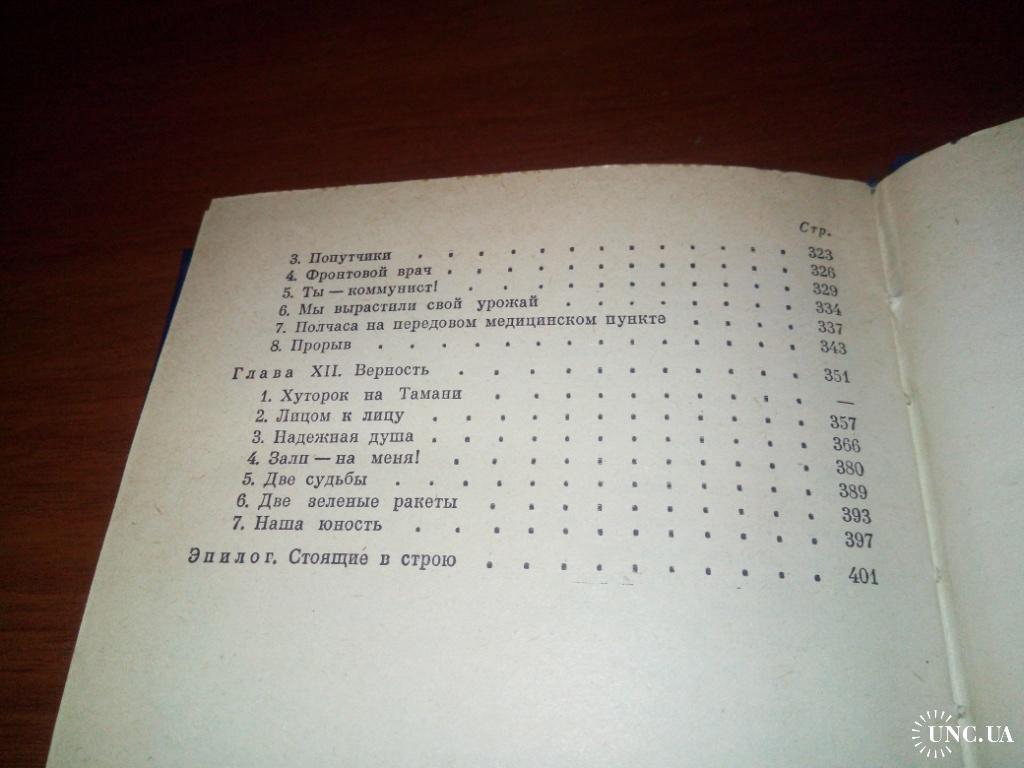 Стр.
3. Попутчики . . . . . . . . . . . . . 323
4. Фронтовой врач . . . . . . . . . . . . 326
5. Ты — коммунист! . . . . . . . . . . . 329
6. Мы вырастили свой урожай . . . . . . . . 334
7. Полчаса на передовом медицинском пункте . . . . 337
8. Прорыв . . . . . . . . . . . . . . 343
Глава XII. Верность . . . . . . . . . . . . 351
1. Хуторок на Тамани . . . . . . . . . . . —
2. Лицом к лицу . . . . . . . . . . . . . 357
3. Надежная душа . . . . . . . . . . . . 366
4. Залп — на меня! . . . . . . . . . . . 380
5. Две судьбы . . . . . . . . . . . . . 389
6. Две зеленые ракеты . . . . . . . . . . 393
7. Наша юность . . . . . . . . . . . . 397
Эпилог. Стоящие в строю . . . . . . . . . . 401
UNC.UA